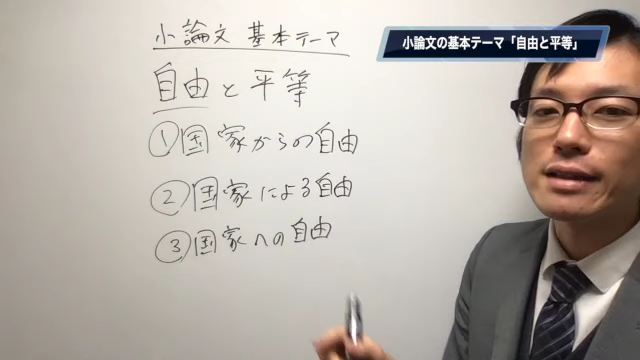 小論文 基本テーマ
小論文の基本テーマ「自由と平等」
自由と平等
①国家からの自由
②国家による自由
③国家への自由